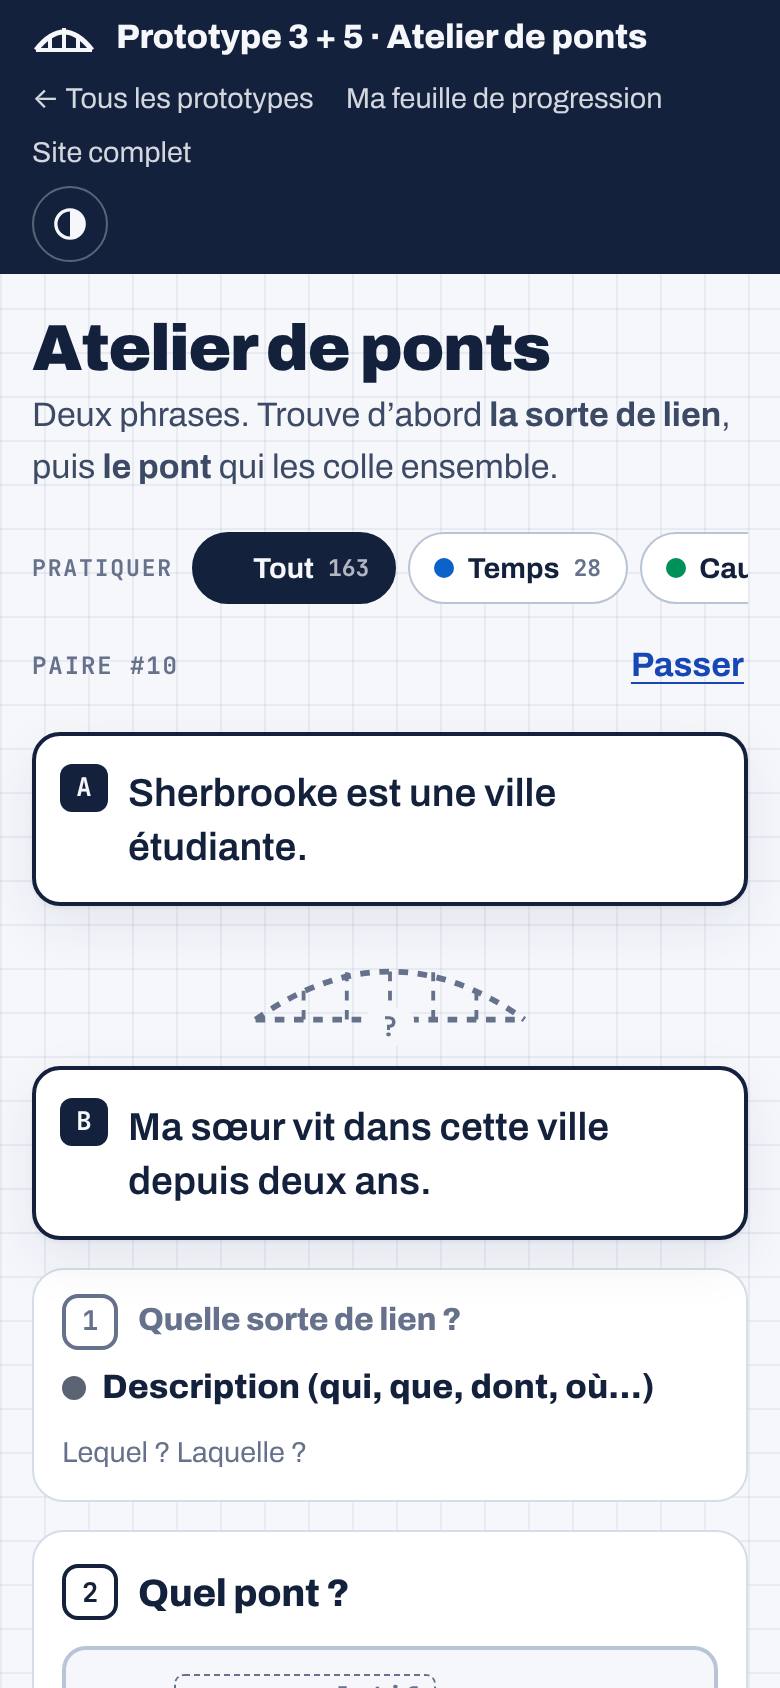 Prototype 3 + 5 · Atelier de ponts
← Tous les prototypes Ma feuille de progression
Site complet
Atelier de ponts
Deux phrases. Trouve d’abord la sorte de lien,
puis le pont qui les colle ensemble.
PRATIQUER Tout 163 Temps 28
PAIRE #10 Passer
A Sherbrooke est une ville
étudiante.
?
B Ma sœur vit dans cette ville
depuis deux ans.
1 Quelle sorte de lien ?
Description (qui, que, dont, où…)
Lequel ? Laquelle ?
2 Quel pont ?